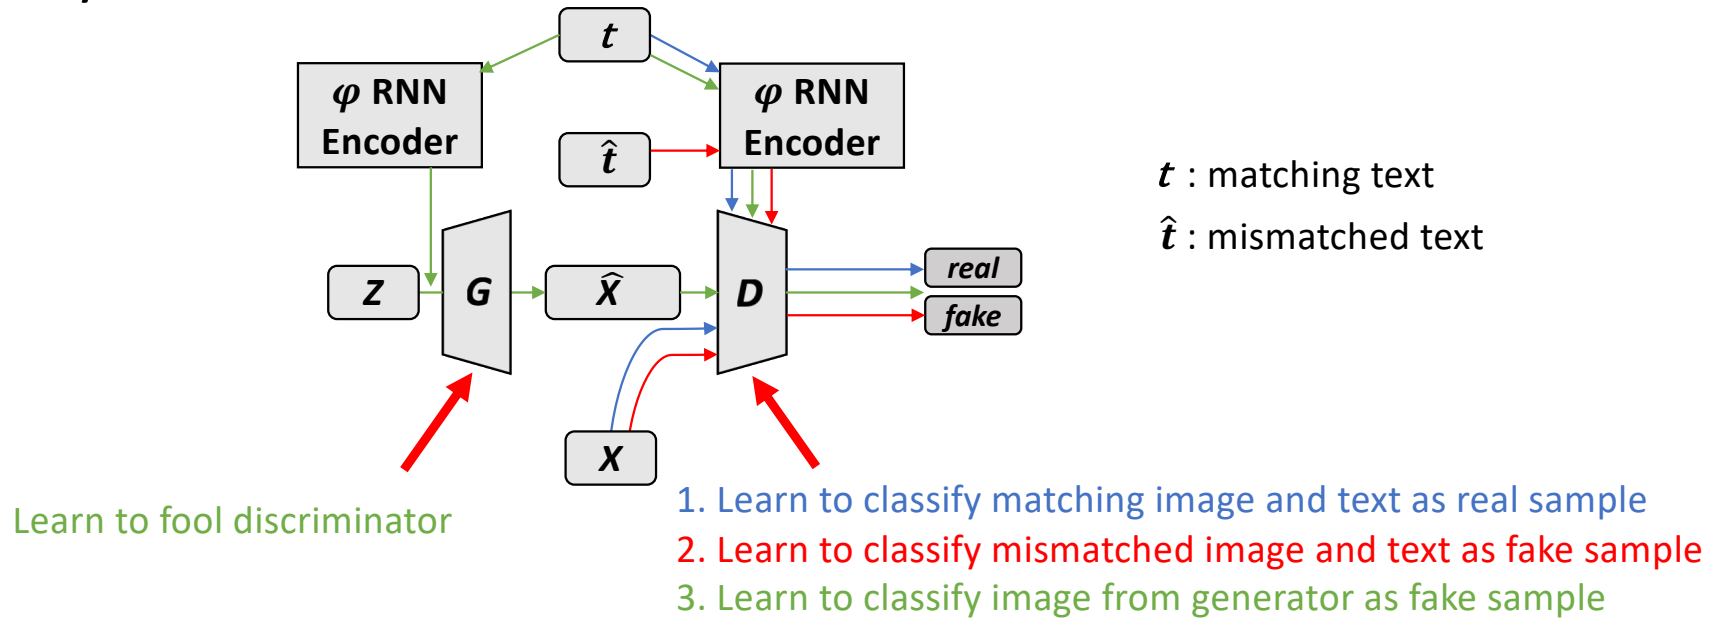 t
φ RNN
Encoder
φ RNN
Encoder
t̂
t : matching text
t̂ : mismatched text
Z
G
X̂
D
real
fake
X
Learn to fool discriminator
1. Learn to classify matching image and text as real sample
2. Learn to classify mismatched image and text as fake sample
3. Learn to classify image from generator as fake sample